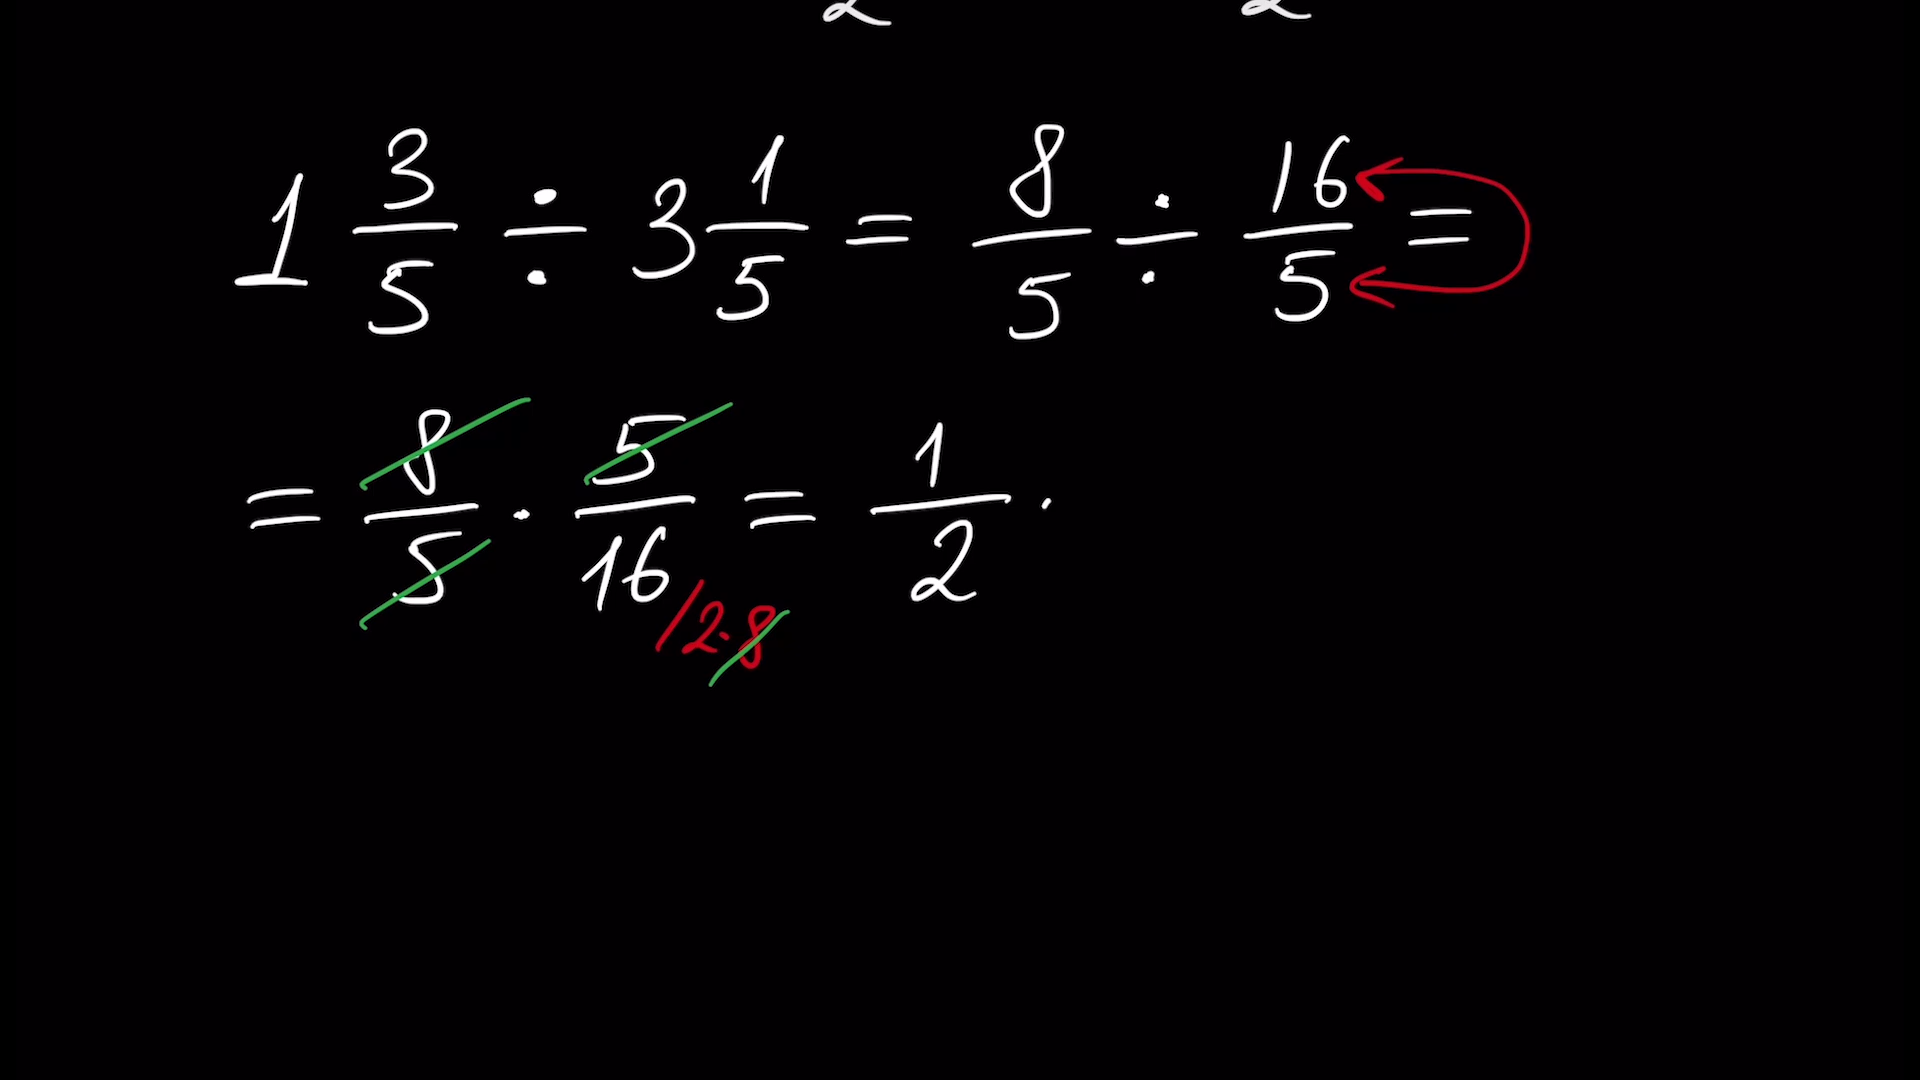 1 3/5 ÷ 3 1/5 = 8/5 ÷ 16/5 =
= 8/5 · 5/16 = 1/2 ·
/2·8